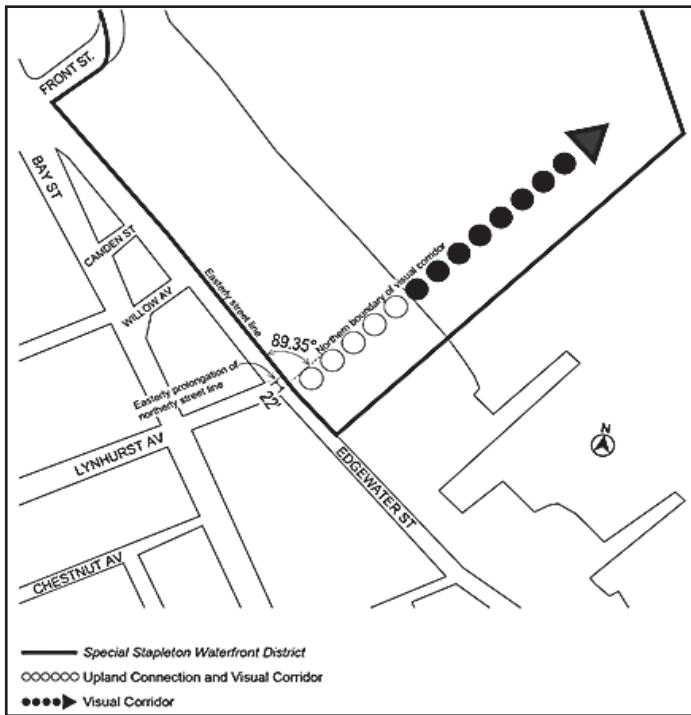 FRONT ST.
BAY ST
CAMDEN ST
WILLOW AV
Easterly street line
Northern boundary of visual corridor
89.35°
Easterly prolongation of
northerly street line
22'
N
LYNHURST AV
EDGEWATER ST
CHESTNUT AV
Special Stapleton Waterfront District
Upland Connection and Visual Corridor
Visual Corridor